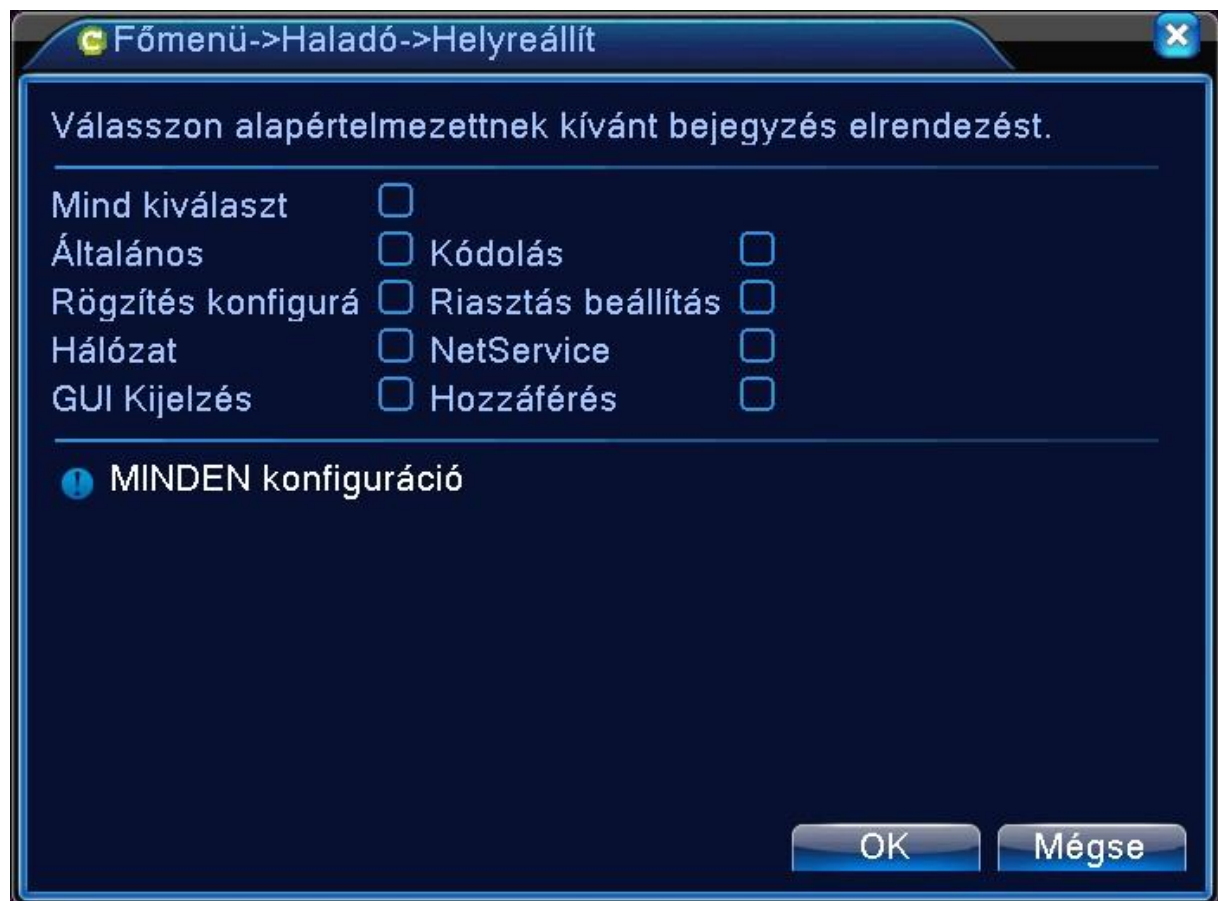 Főmenü->Haladó->Helyreállít
Válasszon alapértelmezettnek kívánt bejegyzés elrendezést.
Mind kiválaszt
Általános Kódolás
Rögzítés konfigurá Riasztás beállítás
Hálózat NetService
GUI Kijelzés Hozzáférés
MINDEN konfiguráció
OK Mégse